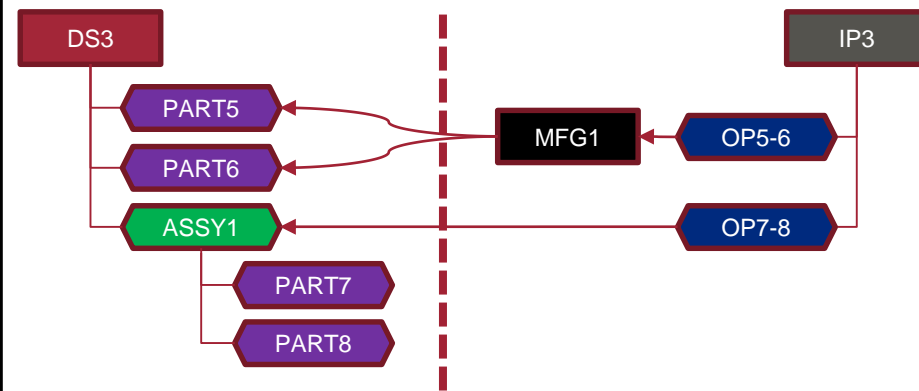 DS3
IP3
PART5
MFG1
OP5-6
PART6
ASSY1
OP7-8
PART7
PART8